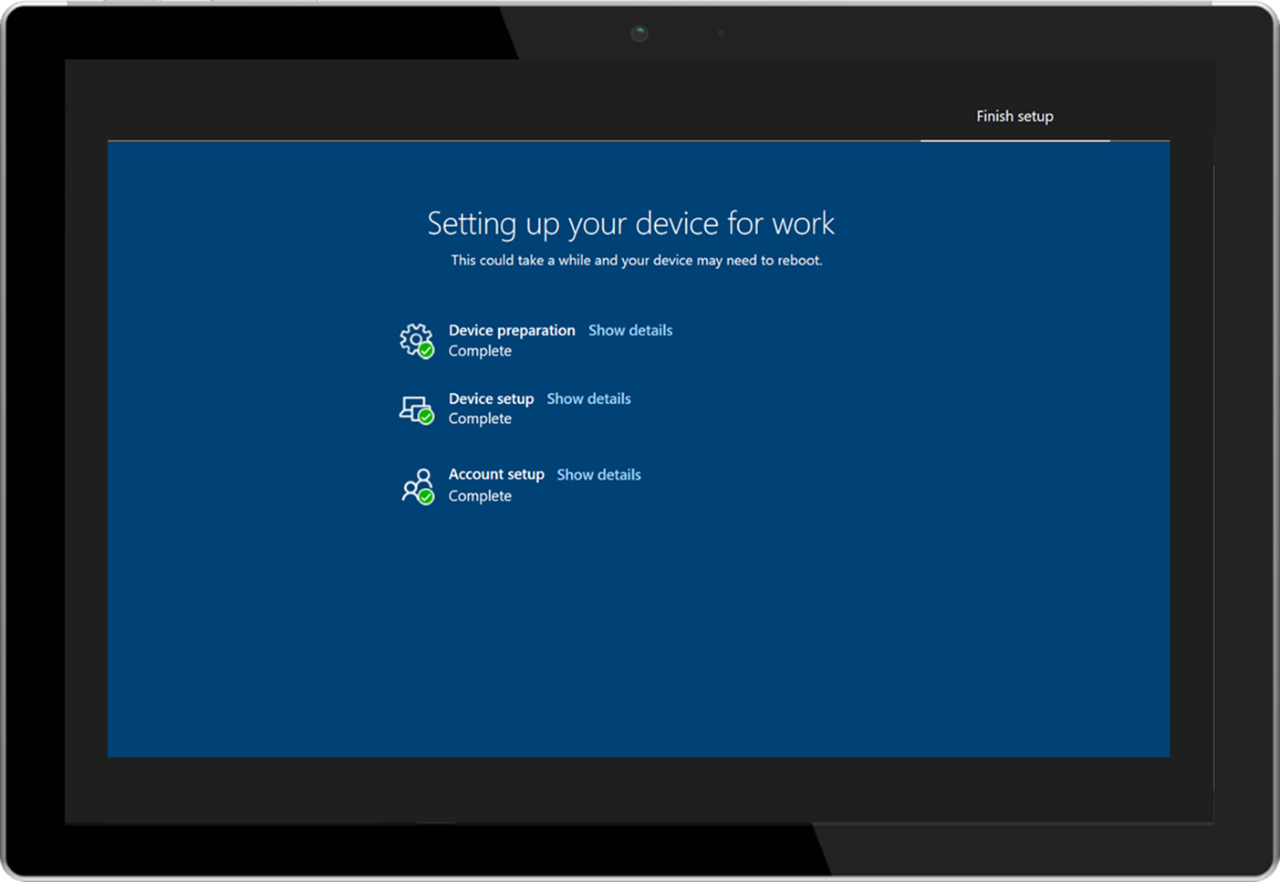 Finish setup
Setting up your device for work
This could take a while and your device may need to reboot.
Device preparation Show details
Complete
Device setup Show details
Complete
Account setup Show details
Complete